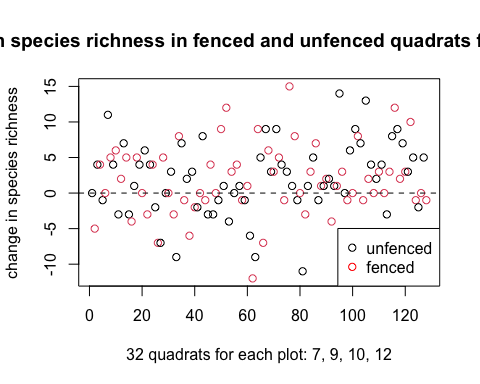 species richness in fenced and unfenced quadrats
change in species richness
15
10
5
0
-5
-10
unfenced
fenced
0 20 40 60 80 100 120
32 quadrats for each plot: 7, 9, 10, 12